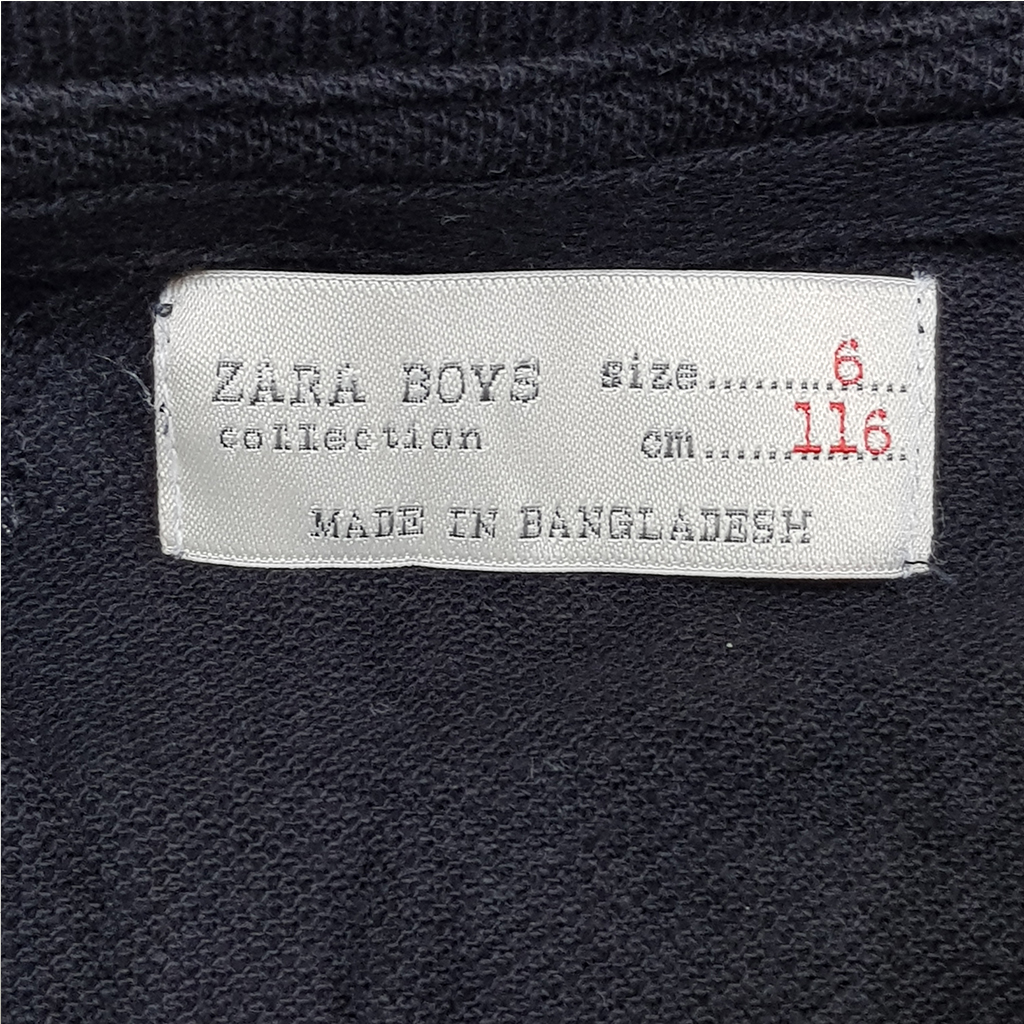 ZARA BOYS size........6....
collection cm......116..
MADE IN BANGLADESH